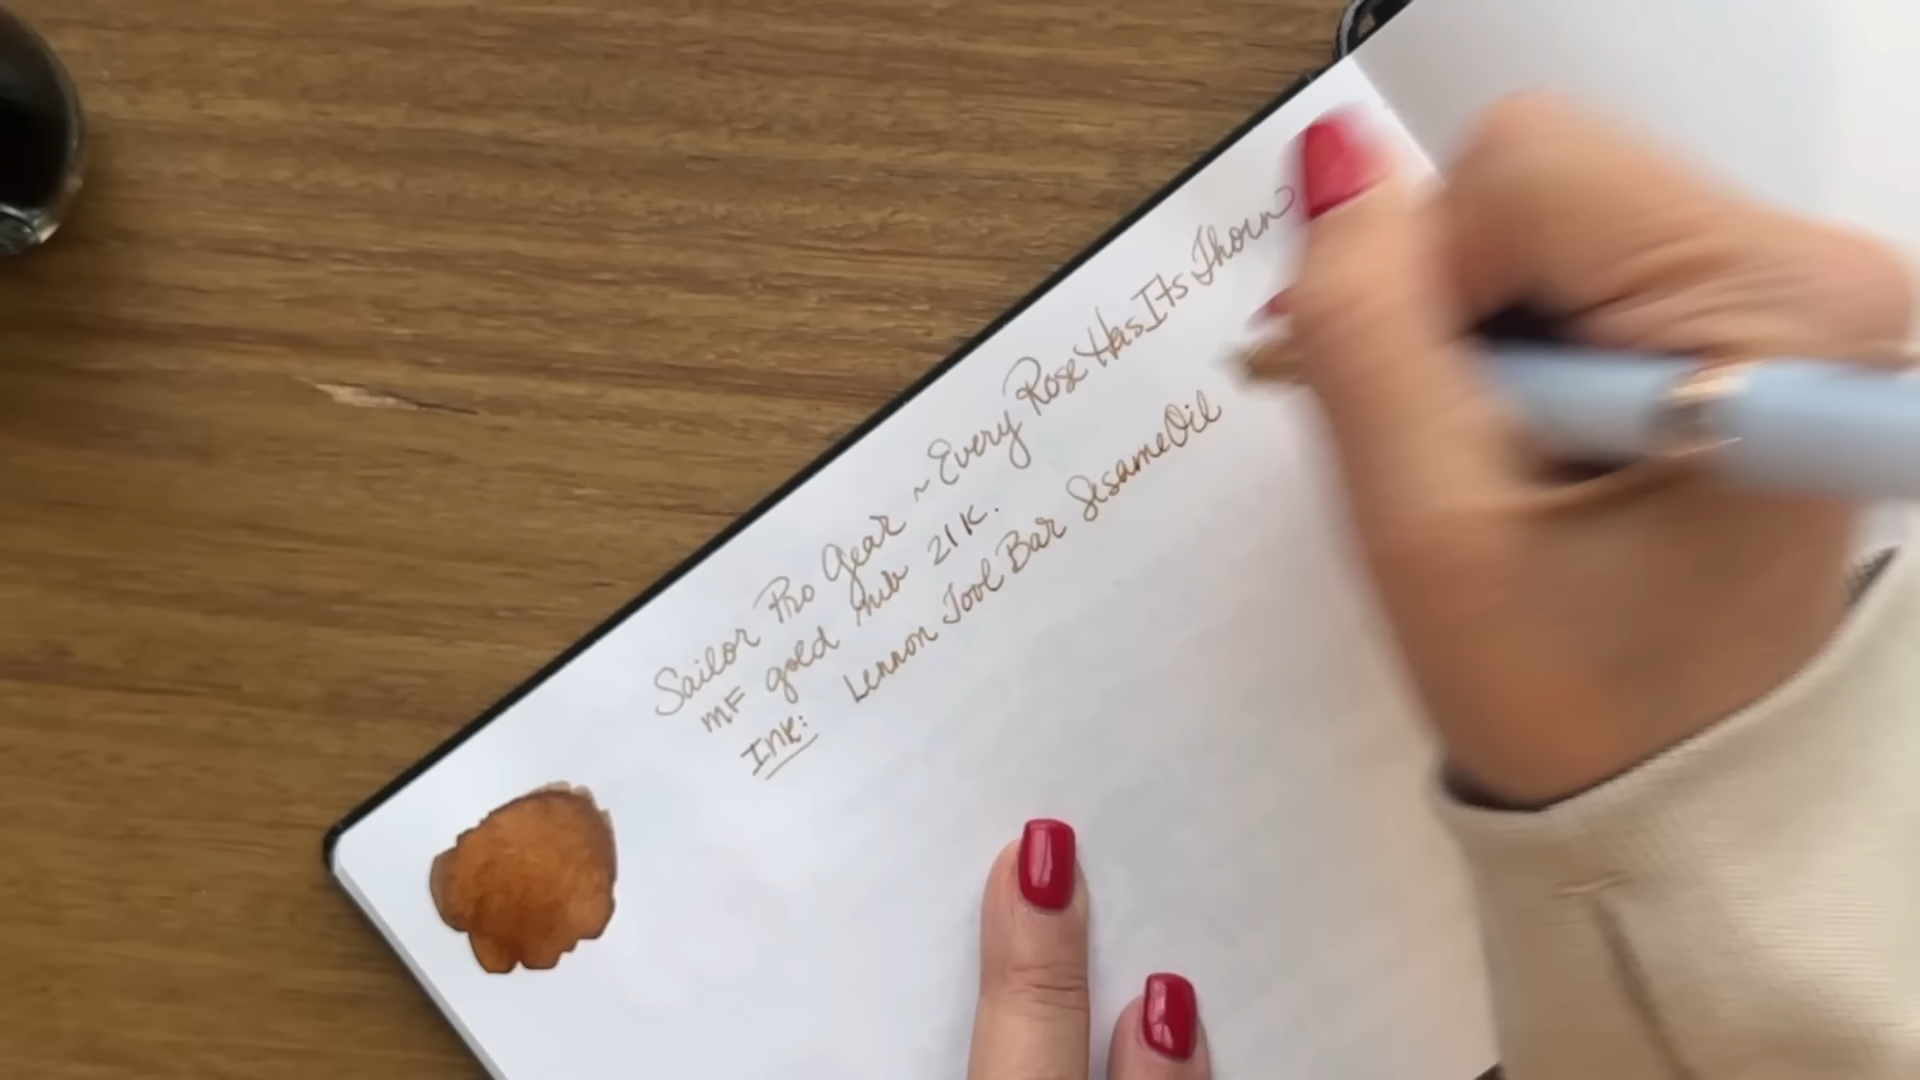 Sailor Pro Gear ~ Every Rose Has Its Thorn
MF gold nib 21K.
Ink: Lennon Tool Bar Sesame Oil